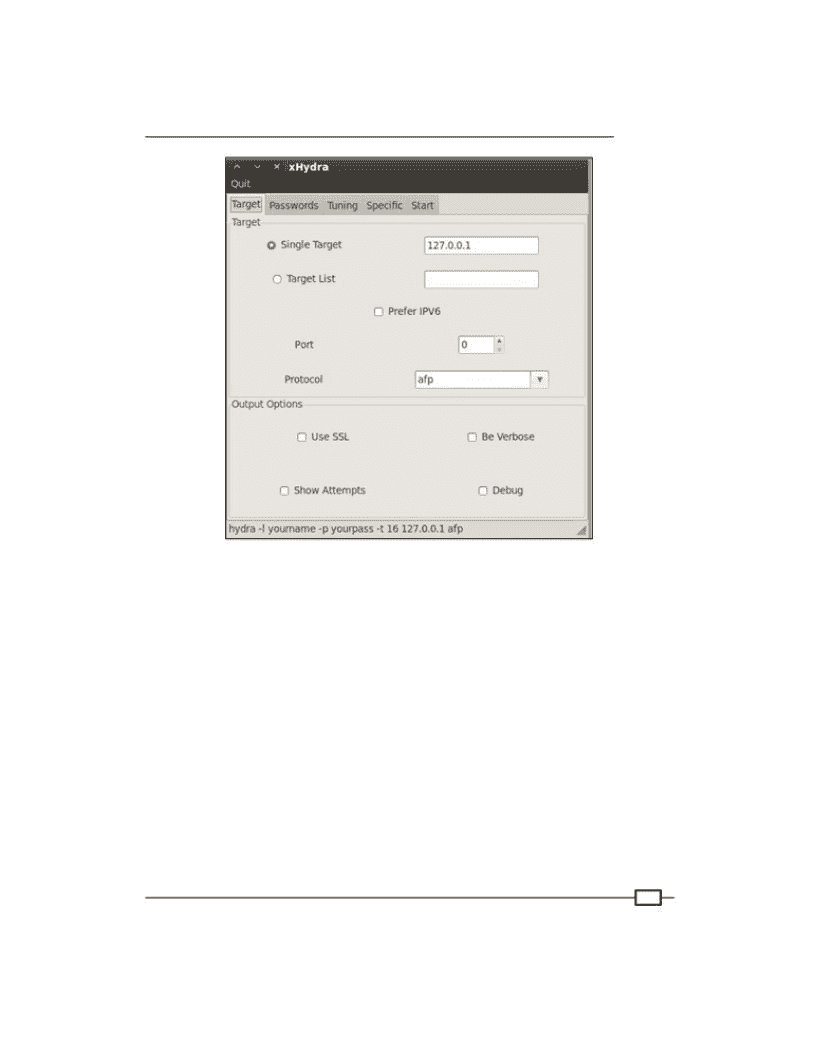 xHydra
Quit
Target Passwords Tuning Specific Start
Target
Single Target 127.0.0.1
Target List
Prefer IPV6
Port 0
Protocol afp
Output Options
Use SSL Be Verbose
Show Attempts Debug
hydra -l yourname -p yourpass -t 16 127.0.0.1 afp